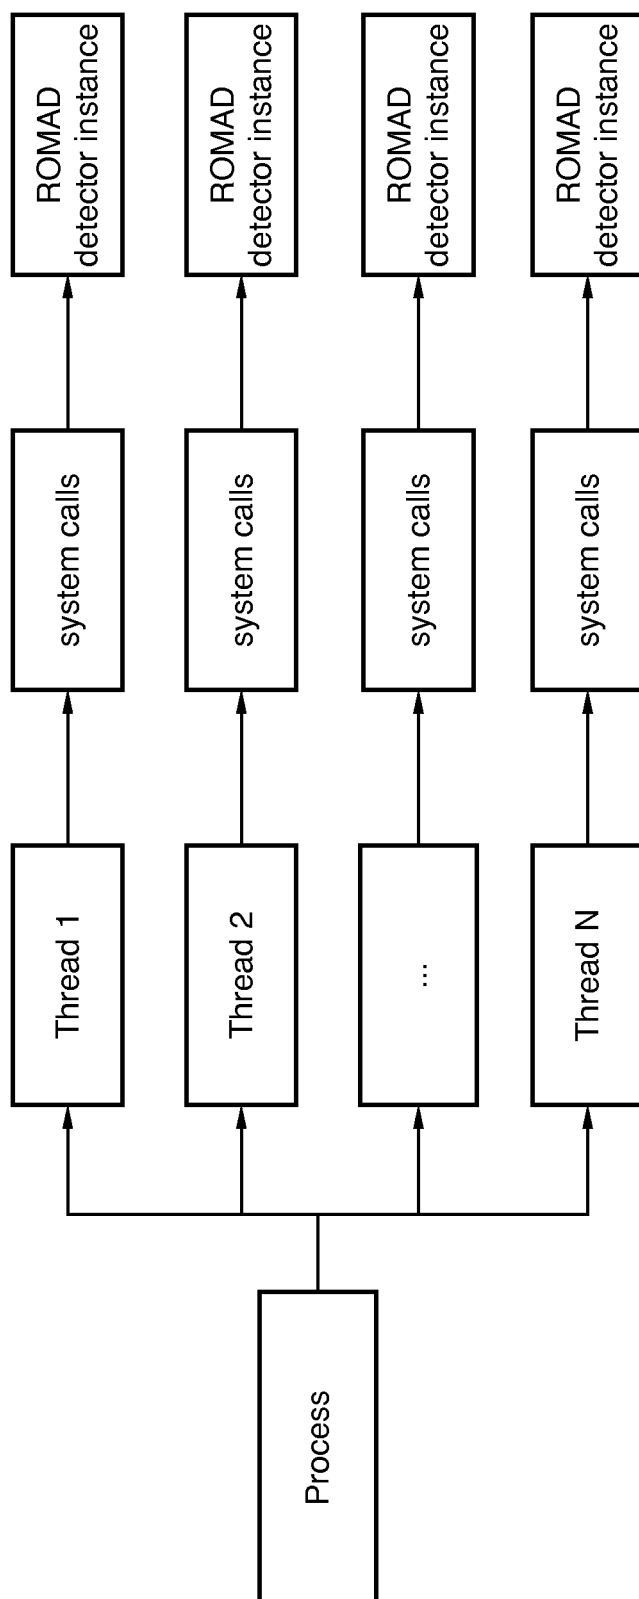 Process
Thread 1
system calls
ROMAD
detector instance
Thread 2
system calls
ROMAD
detector instance
...
system calls
ROMAD
detector instance
Thread N
system calls
ROMAD
detector instance